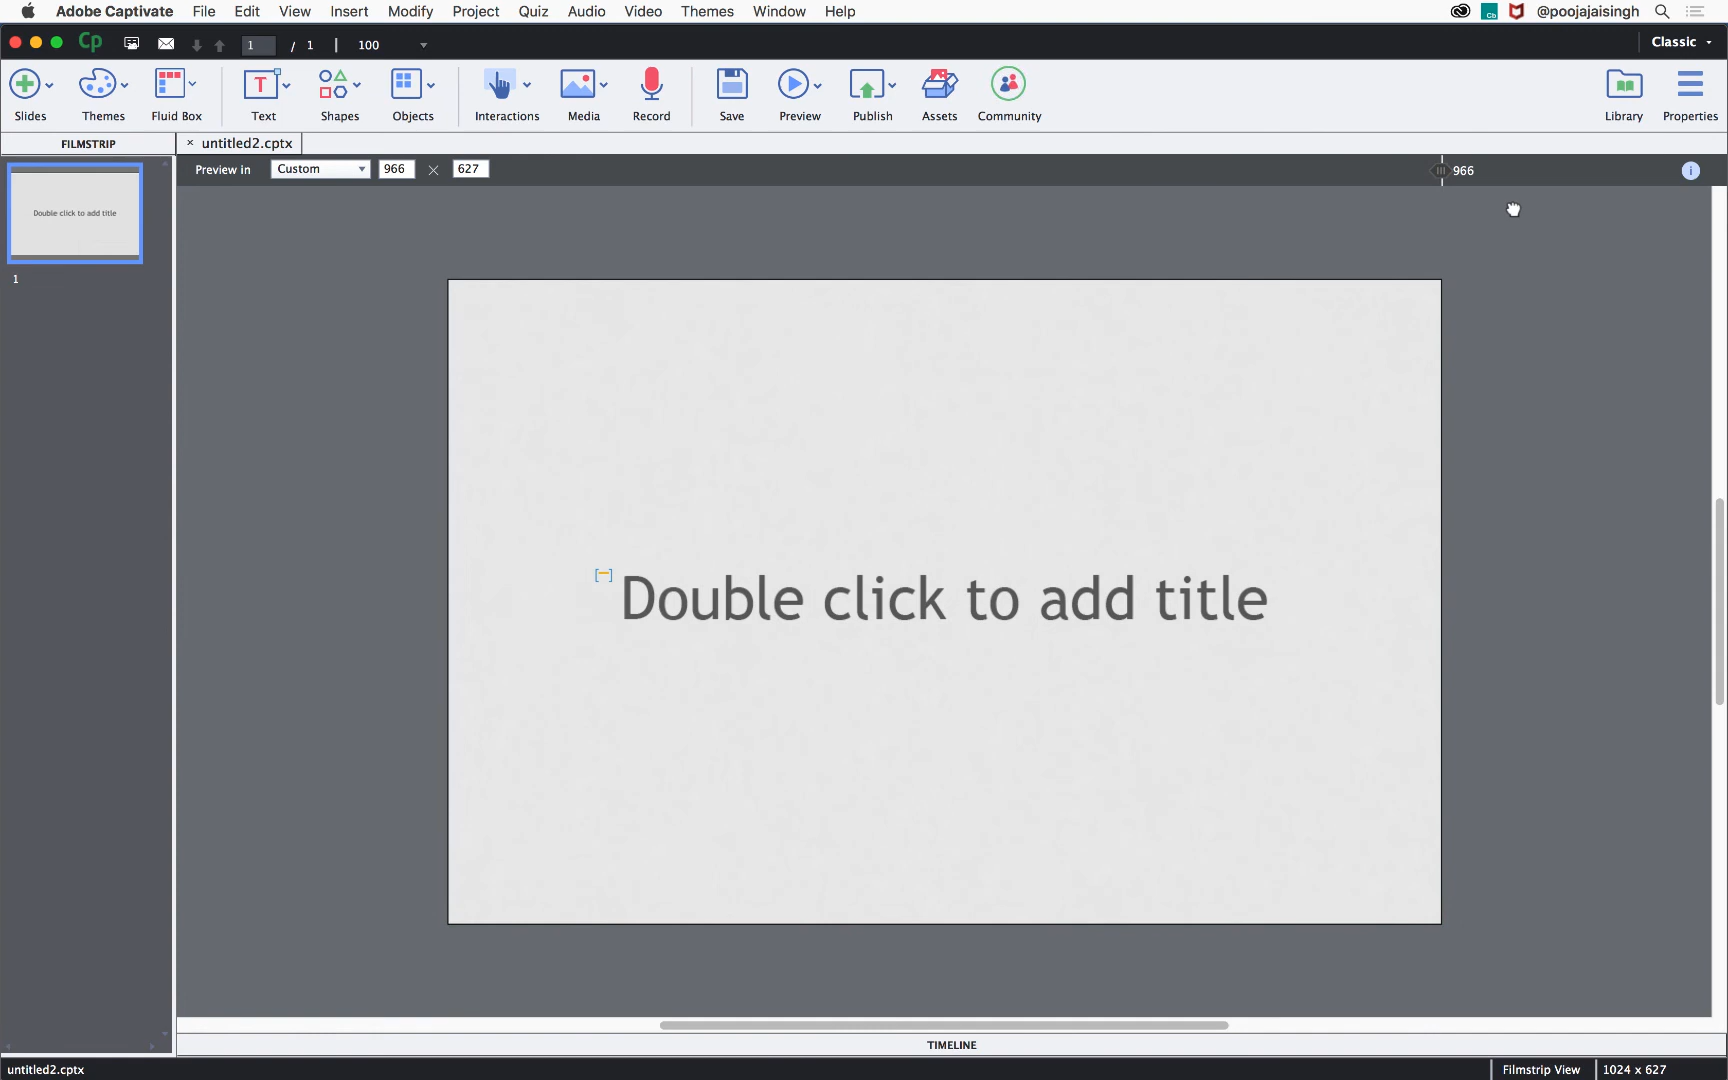 Adobe Captivate File Edit View Insert Modify Project Quiz Audio Video Themes Window Help @poojajaisingh
Cp 1 / 1 | 100 Classic
Slides Themes Fluid Box Text Shapes Objects Interactions Media Record Save Preview Publish Assets Community Library Properties
FILMSTRIP × untitled2.cptx
Preview in Custom 966 × 627 966
Double click to add title
1
Double click to add title
TIMELINE
untitled2.cptx Filmstrip View 1024 x 627